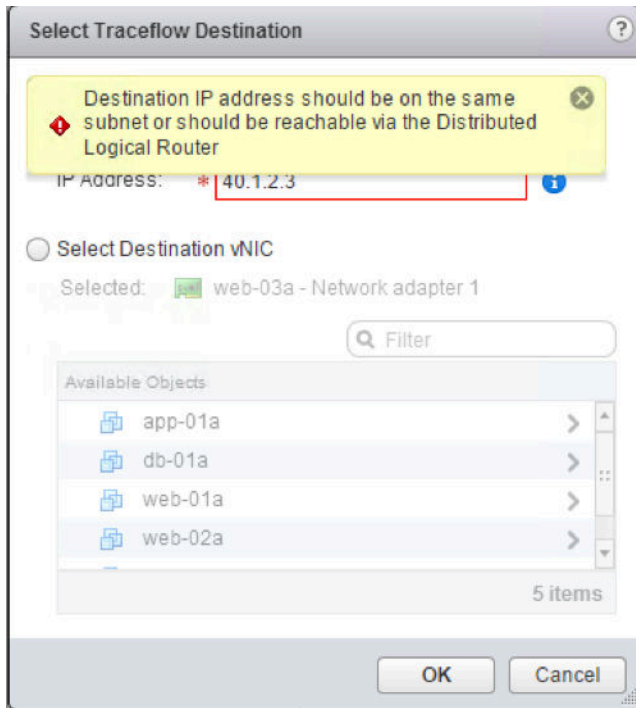 Select Traceflow Destination
?
Destination IP address should be on the same
subnet or should be reachable via the Distributed
Logical Router
IP Address: * 40.1.2.3
Select Destination vNIC
Selected: web-03a - Network adapter 1
Filter
Available Objects
app-01a
db-01a
web-01a
web-02a
5 items
OK Cancel